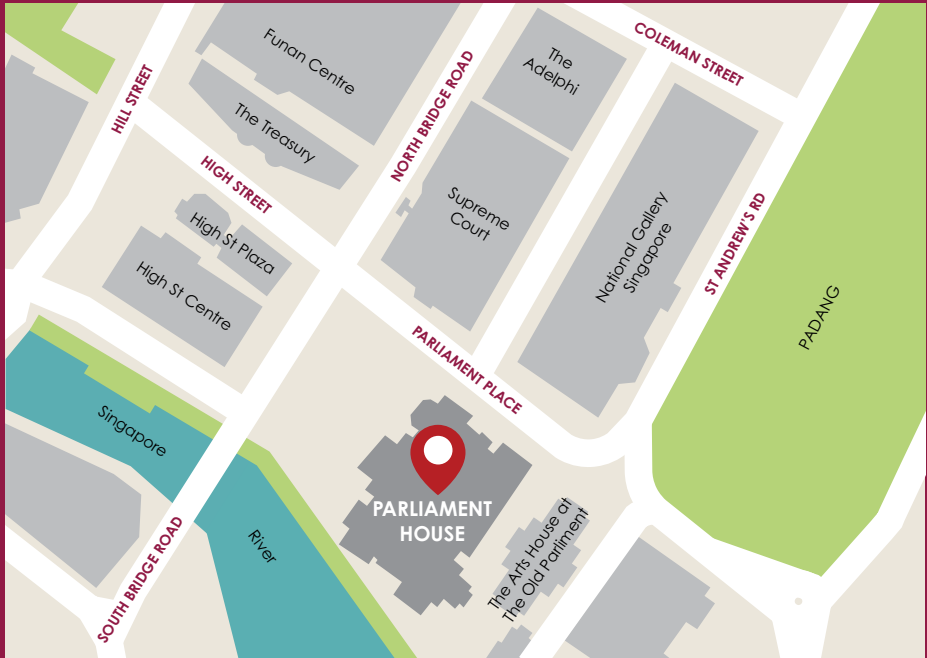 COLEMAN STREET
Funan Centre
The
Adelphi
HILL STREET
NORTH BRIDGE ROAD
The Treasury
HIGH STREET
Supreme
Court
National Gallery
Singapore
ST ANDREW'S RD
High St Plaza
High St Centre
PADANG
PARLIAMENT PLACE
Singapore
River
PARLIAMENT
HOUSE
The Arts House at
The Old Parliment
SOUTH BRIDGE ROAD